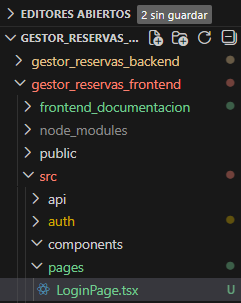 EDITORES ABIERTOS 2 sin guardar
GESTOR_RESERVAS_...
gestor_reservas_backend
gestor_reservas_frontend
frontend_documentacion
node_modules
public
src
api
auth
components
pages
LoginPage.tsx U